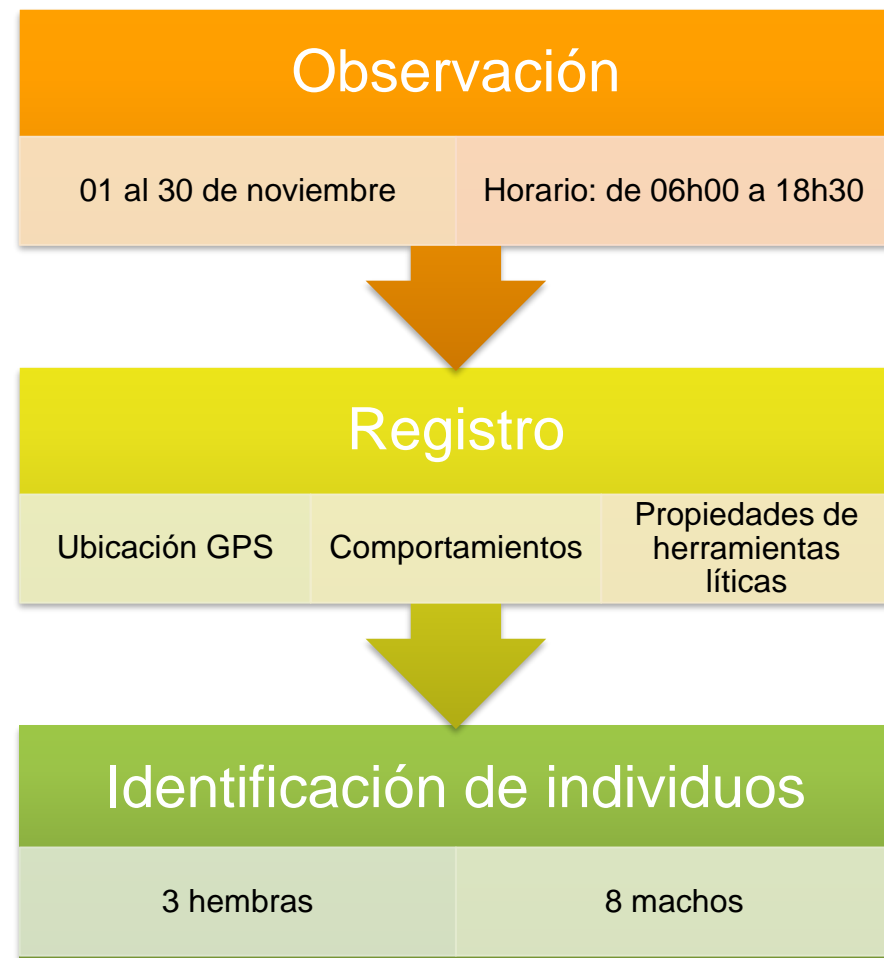 Observación
01 al 30 de noviembre
Horario: de 06h00 a 18h30
Registro
Ubicación GPS
Comportamientos
Propiedades de
herramientas
líticas
Identificación de individuos
3 hembras
8 machos